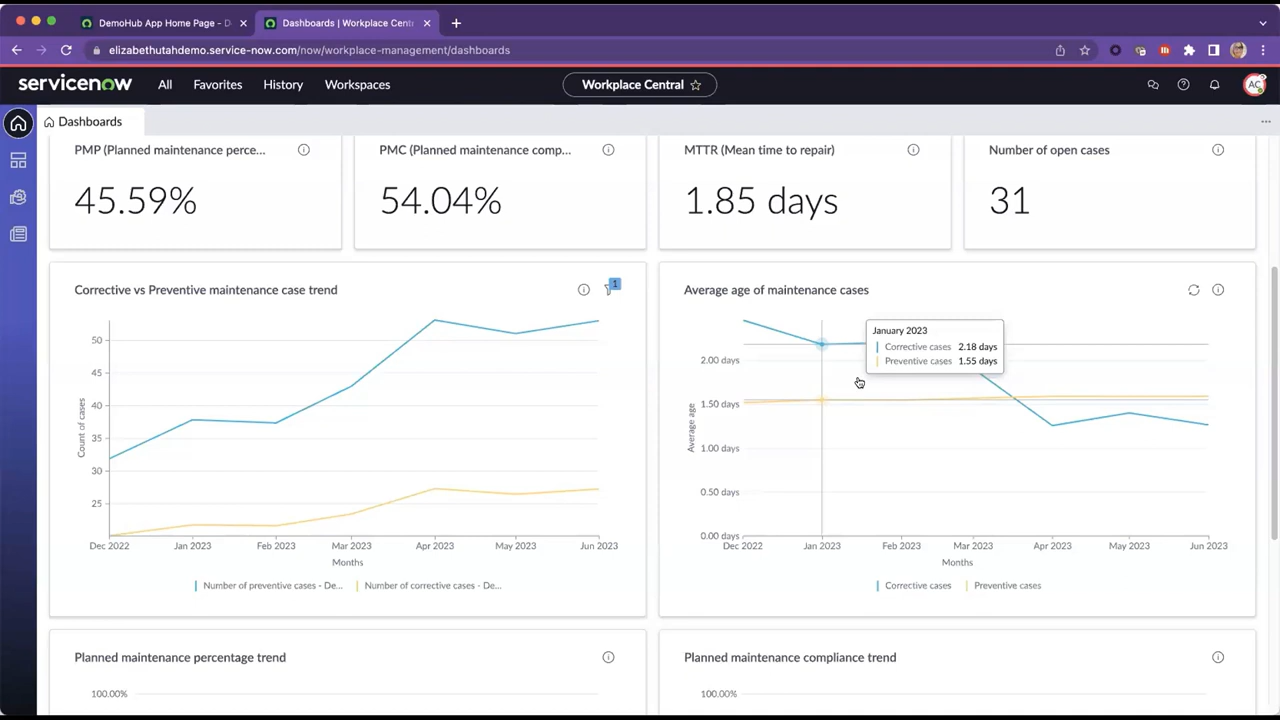 DemoHub App Home Page - D
Dashboards | Workplace Cent
elizabethutahdemo.service-now.com/now/workplace-management/dashboards
servicenow
All
Favorites
History
Workspaces
Workplace Central
AC
Dashboards
PMP (Planned maintenance perce...
PMC (Planned maintenance comp...
MTTR (Mean time to repair)
Number of open cases
45.59%
54.04%
1.85 days
31
Corrective vs Preventive maintenance case trend
1
50
45
40
35
30
25
Count of cases
Dec 2022
Jan 2023
Feb 2023
Mar 2023
Apr 2023
May 2023
Jun 2023
Months
Number of preventive cases - De...
Number of corrective cases - De...
Average age of maintenance cases
January 2023
Corrective cases 2.18 days
Preventive cases 1.55 days
2.00 days
1.50 days
1.00 days
0.50 days
0.00 days
Average age
Dec 2022
Jan 2023
Feb 2023
Mar 2023
Apr 2023
May 2023
Jun 2023
Months
Corrective cases
Preventive cases
Planned maintenance percentage trend
100.00%
Planned maintenance compliance trend
100.00%